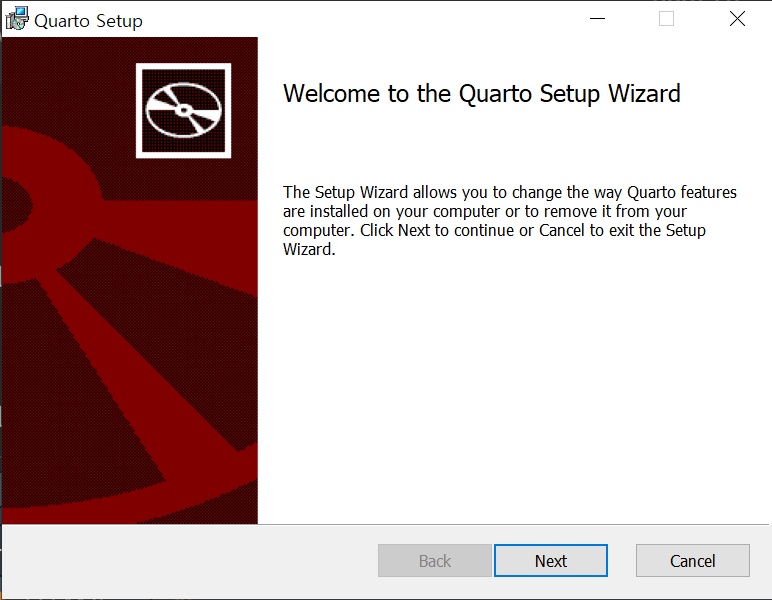 Quarto Setup
Welcome to the Quarto Setup Wizard
The Setup Wizard allows you to change the way Quarto features
are installed on your computer or to remove it from your
computer. Click Next to continue or Cancel to exit the Setup
Wizard.
Back
Next
Cancel